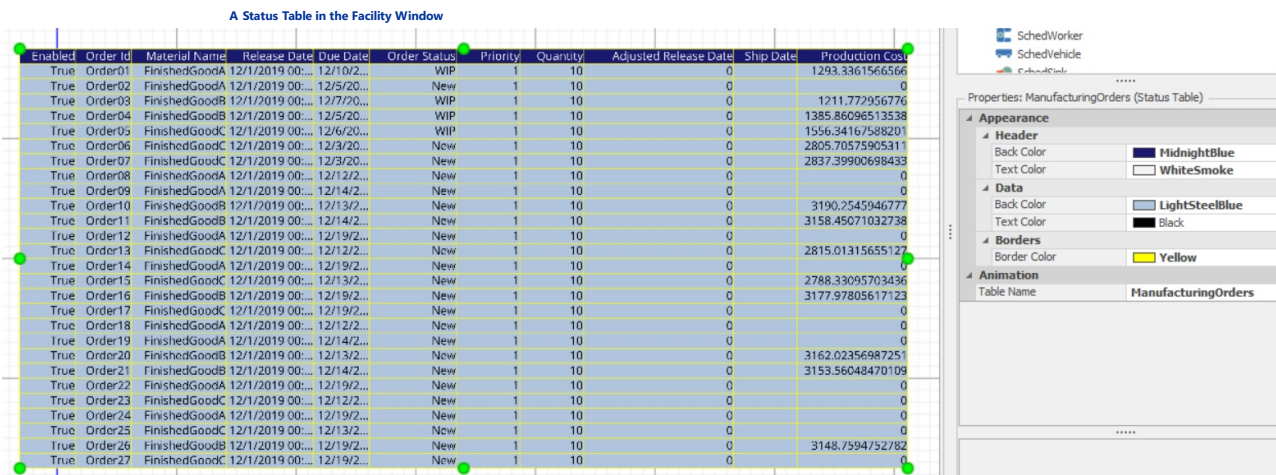 A Status Table in the Facility Window
SchedWorker
SchedVehicle
SchedSink
Enabled Order Id Material Name Release Date Due Date Order Status Priority Quantity Adjusted Release Date Ship Date Production Cost
True Order01 FinishedGoodA 12/1/2019 00:... 12/10/2... WIP 1 10 0 1293.3361566566
True Order02 FinishedGoodA 12/1/2019 00:... 12/5/20... New 1 10 0 0
True Order03 FinishedGoodB 12/1/2019 00:... 12/7/20... WIP 1 10 0 1211.772956776
True Order04 FinishedGoodB 12/1/2019 00:... 12/5/20... WIP 1 10 0 1385.86096513538
True Order05 FinishedGoodC 12/1/2019 00:... 12/6/20... WIP 1 10 0 1556.34167588201
True Order06 FinishedGoodC 12/1/2019 00:... 12/3/20... New 1 10 0 2805.70575905311
True Order07 FinishedGoodC 12/1/2019 00:... 12/3/20... New 1 10 0 2837.39900698433
True Order08 FinishedGoodA 12/1/2019 00:... 12/12/2... New 1 10 0 0
True Order09 FinishedGoodA 12/1/2019 00:... 12/14/2... New 1 10 0 0
True Order10 FinishedGoodB 12/1/2019 00:... 12/13/2... New 1 10 0 3190.2545946777
True Order11 FinishedGoodB 12/1/2019 00:... 12/14/2... New 1 10 0 3158.45071032738
True Order12 FinishedGoodA 12/1/2019 00:... 12/19/2... New 1 10 0 0
True Order13 FinishedGoodC 12/1/2019 00:... 12/12/2... New 1 10 0 2815.01315655127
True Order14 FinishedGoodA 12/1/2019 00:... 12/19/2... New 1 10 0 0
True Order15 FinishedGoodC 12/1/2019 00:... 12/13/2... New 1 10 0 2788.33095703436
True Order16 FinishedGoodB 12/1/2019 00:... 12/19/2... New 1 10 0 3177.97805617123
True Order17 FinishedGoodC 12/1/2019 00:... 12/19/2... New 1 10 0 0
True Order18 FinishedGoodA 12/1/2019 00:... 12/12/2... New 1 10 0 0
True Order19 FinishedGoodA 12/1/2019 00:... 12/14/2... New 1 10 0 0
True Order20 FinishedGoodB 12/1/2019 00:... 12/13/2... New 1 10 0 3162.02356987251
True Order21 FinishedGoodB 12/1/2019 00:... 12/14/2... New 1 10 0 3153.56048470109
True Order22 FinishedGoodA 12/1/2019 00:... 12/19/2... New 1 10 0 0
True Order23 FinishedGoodC 12/1/2019 00:... 12/12/2... New 1 10 0 0
True Order24 FinishedGoodA 12/1/2019 00:... 12/19/2... New 1 10 0 0
True Order25 FinishedGoodC 12/1/2019 00:... 12/13/2... New 1 10 0 0
True Order26 FinishedGoodB 12/1/2019 00:... 12/19/2... New 1 10 0 3148.7594752782
True Order27 FinishedGoodC 12/1/2019 00:... 12/19/2... New 1 10 0 0
Properties: ManufacturingOrders (Status Table)
Appearance
Header
Back Color MidnightBlue
Text Color WhiteSmoke
Data
Back Color LightSteelBlue
Text Color Black
Borders
Border Color Yellow
Animation
Table Name ManufacturingOrders